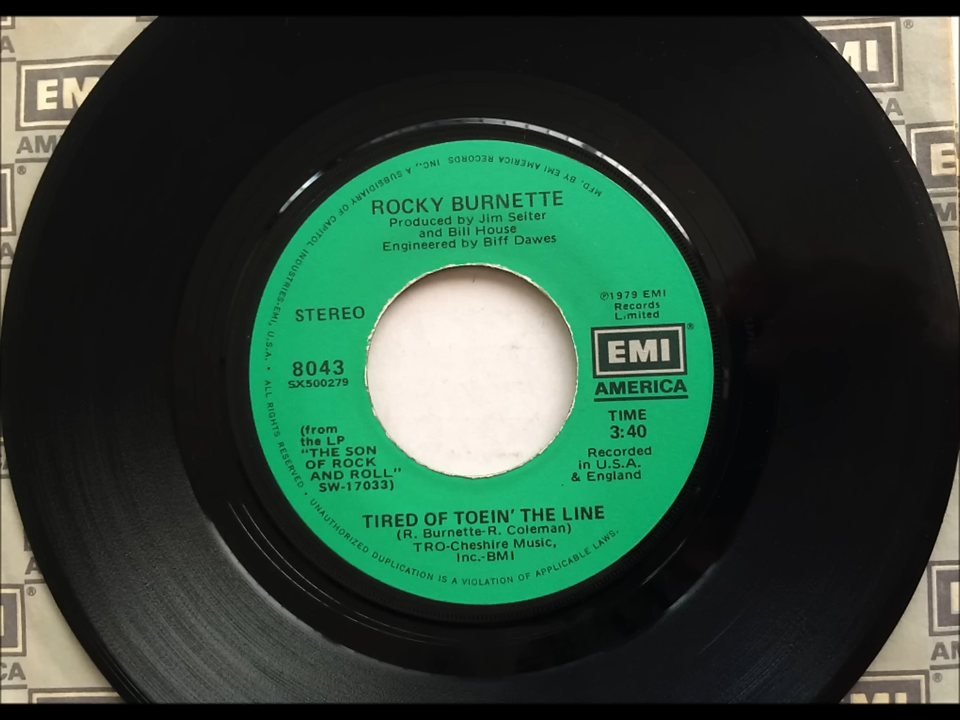 ROCKY BURNETTE
Produced by Jim Seiter
and Bill House
Engineered by Biff Dawes
STEREO
8043
SX500279
(from
the LP
"THE SON
OF ROCK
AND ROLL"
SW-17033)
℗1979 EMI
Records
Limited
EMI®
AMERICA
TIME
3:40
Recorded
in U.S.A.
& England
TIRED OF TOEIN' THE LINE
(R. Burnette-R. Coleman)
TRO-Cheshire Music,
Inc.-BMI
MFD. BY EMI AMERICA RECORDS, INC., A SUBSIDIARY OF CAPITOL INDUSTRIES-EMI, U.S.A. • ALL RIGHTS RESERVED • UNAUTHORIZED DUPLICATION IS A VIOLATION OF APPLICABLE LAWS.